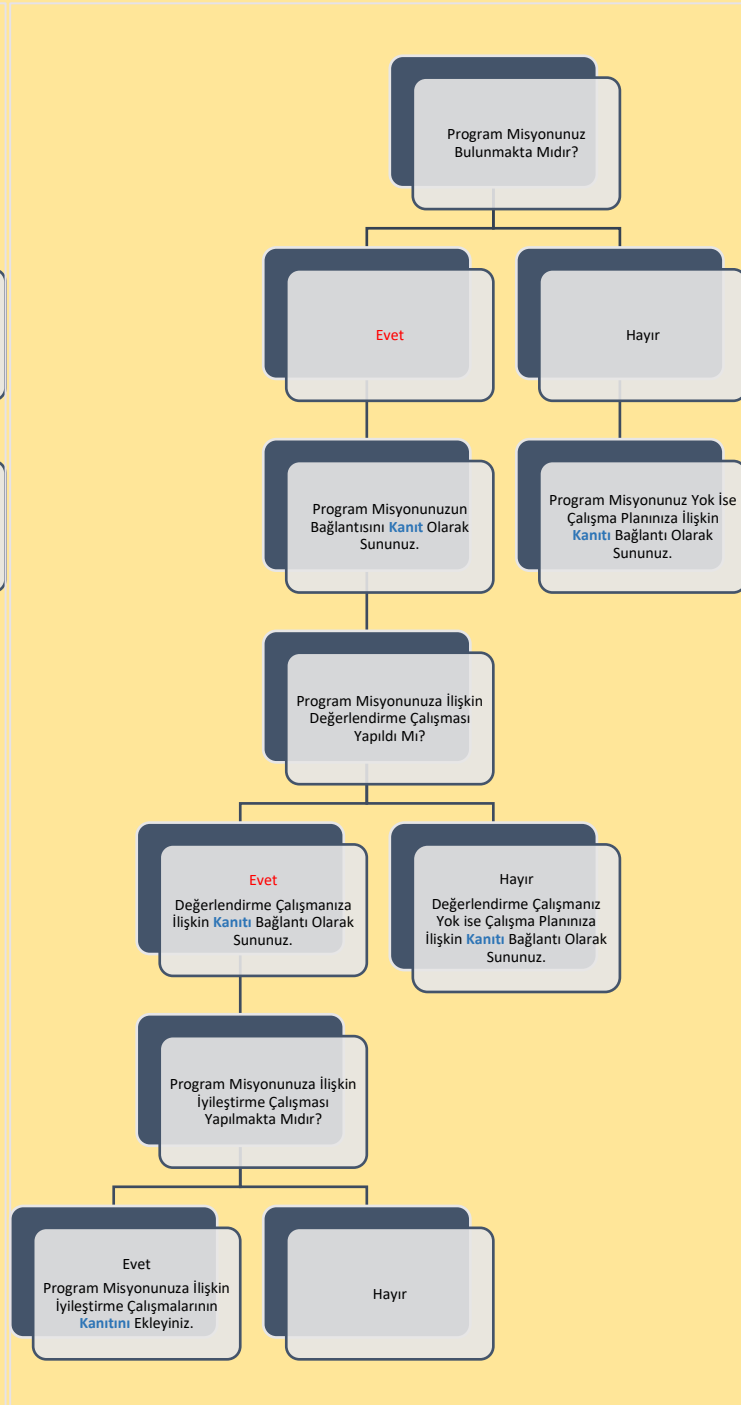 Program Misyonunuz
Bulunmakta Mıdır?
Evet
Hayır
Program Misyonunuzun
Bağlantısını Kanıt Olarak
Sununuz.
Program Misyonunuz Yok İse
Çalışma Planınıza İlişkin
Kanıtı Bağlantı Olarak
Sununuz.
Program Misyonunuza İlişkin
Değerlendirme Çalışması
Yapıldı Mı?
Evet
Değerlendirme Çalışmanıza
İlişkin Kanıtı Bağlantı Olarak
Sununuz.
Hayır
Değerlendirme Çalışmanız
Yok ise Çalışma Planınıza
İlişkin Kanıtı Bağlantı Olarak
Sununuz.
Program Misyonunuza İlişkin
İyileştirme Çalışması
Yapılmakta Mıdır?
Evet
Program Misyonunuza İlişkin
İyileştirme Çalışmalarının
Kanıtını Ekleyiniz.
Hayır